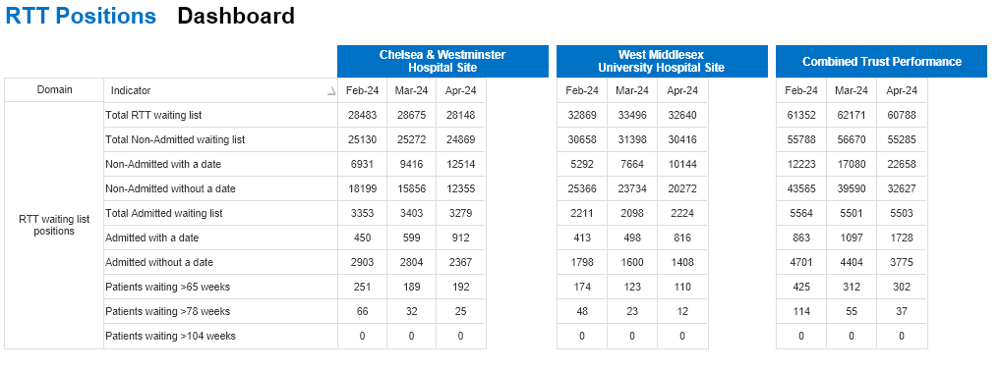 RTT Positions Dashboard
Chelsea & Westminster Hospital Site West Middlesex University Hospital Site Combined Trust Performance
Domain Indicator Feb-24 Mar-24 Apr-24 Feb-24 Mar-24 Apr-24 Feb-24 Mar-24 Apr-24
RTT waiting list positions
Total RTT waiting list 28483 28675 28148 32869 33496 32640 61352 62171 60788
Total Non-Admitted waiting list 25130 25272 24869 30658 31398 30416 55788 56670 55285
Non-Admitted with a date 6931 9416 12514 5292 7664 10144 12223 17080 22658
Non-Admitted without a date 18199 15856 12355 25366 23734 20272 43565 39590 32627
Total Admitted waiting list 3353 3403 3279 2211 2098 2224 5564 5501 5503
Admitted with a date 450 599 912 413 498 816 863 1097 1728
Admitted without a date 2903 2804 2367 1798 1600 1408 4701 4404 3775
Patients waiting >65 weeks 251 189 192 174 123 110 425 312 302
Patients waiting >78 weeks 66 32 25 48 23 12 114 55 37
Patients waiting >104 weeks 0 0 0 0 0 0 0 0 0